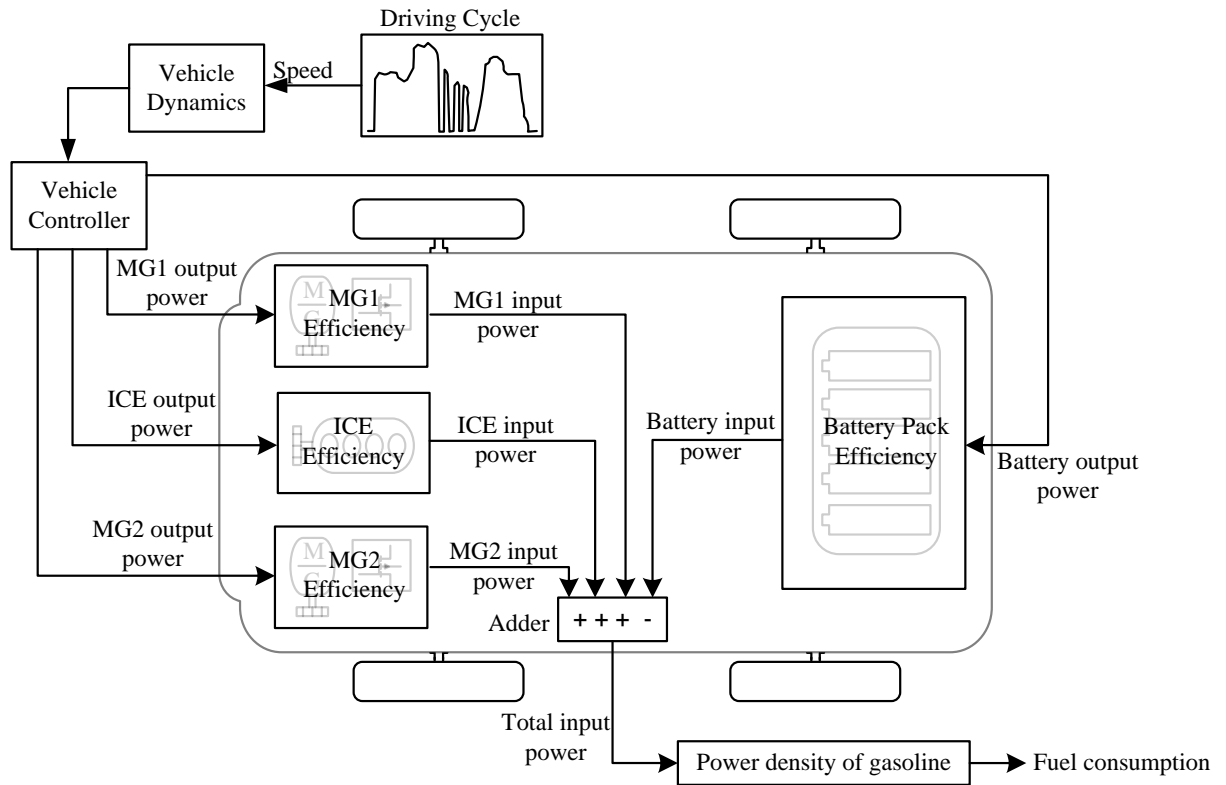 Driving Cycle
Vehicle
Dynamics
Speed
Vehicle
Controller
MG1 output
power
M
G
MG1
Efficiency
MG1 input
power
ICE output
power
ICE
Efficiency
ICE input
power
Battery input
power
Battery Pack
Efficiency
Battery output
power
MG2 output
power
M
G
MG2
Efficiency
MG2 input
power
Adder
+ + + -
Total input
power
Power density of gasoline
Fuel consumption